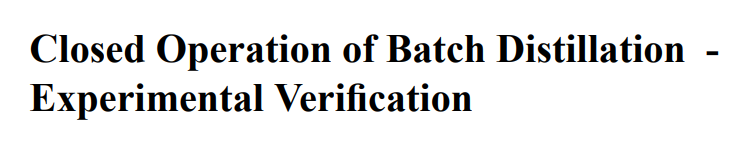 Closed Operation of Batch Distillation -
Experimental Verification